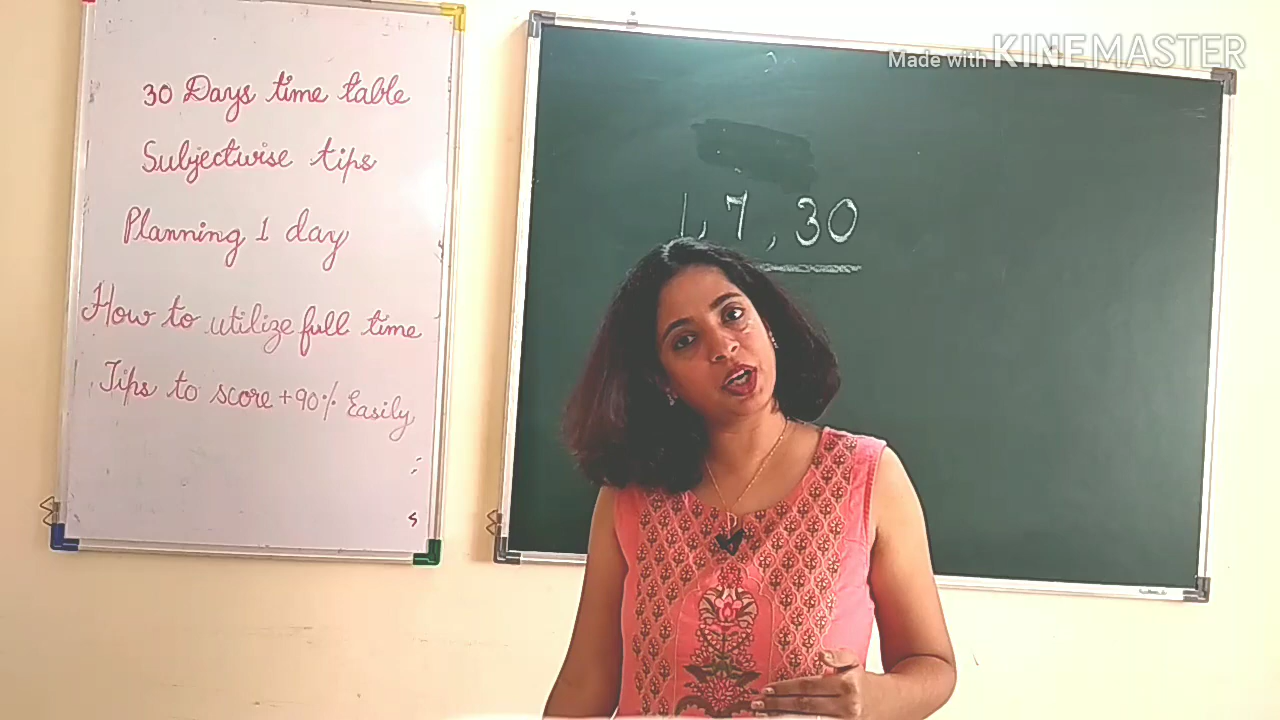 30 Days time table
Subjectwise tips
Planning 1 day
How to utilize full time
Tips to score +90% Easily
1, 7, 30
Made with KINEMASTER